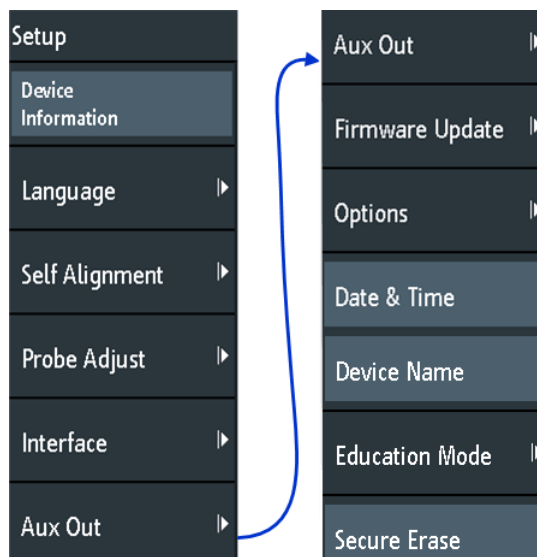 Setup
Device
Information
Language
Self Alignment
Probe Adjust
Interface
Aux Out
Aux Out
Firmware Update
Options
Date & Time
Device Name
Education Mode
Secure Erase